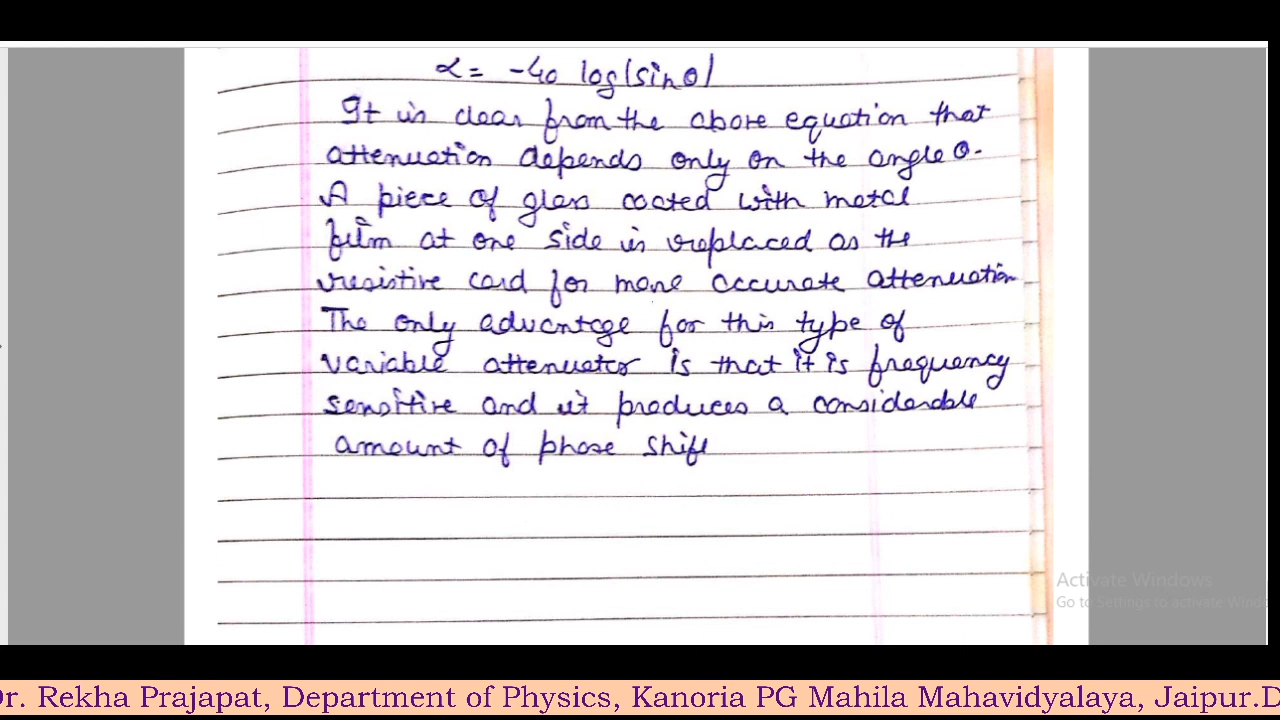 α = -40 log(sinθ)
It is clear from the above equation that
attenuation depends only on the angle θ.
A piece of glass coated with metal
film at one side is replaced as the
resistive card for more accurate attenuation
The only advantage for this type of
variable attenuator is that it is frequency
sensitive and it produces a considerable
amount of phase shift
Activate Windows
Go to Settings to activate Windo
Dr. Rekha Prajapat, Department of Physics, Kanoria PG Mahila Mahavidyalaya, Jaipur.D